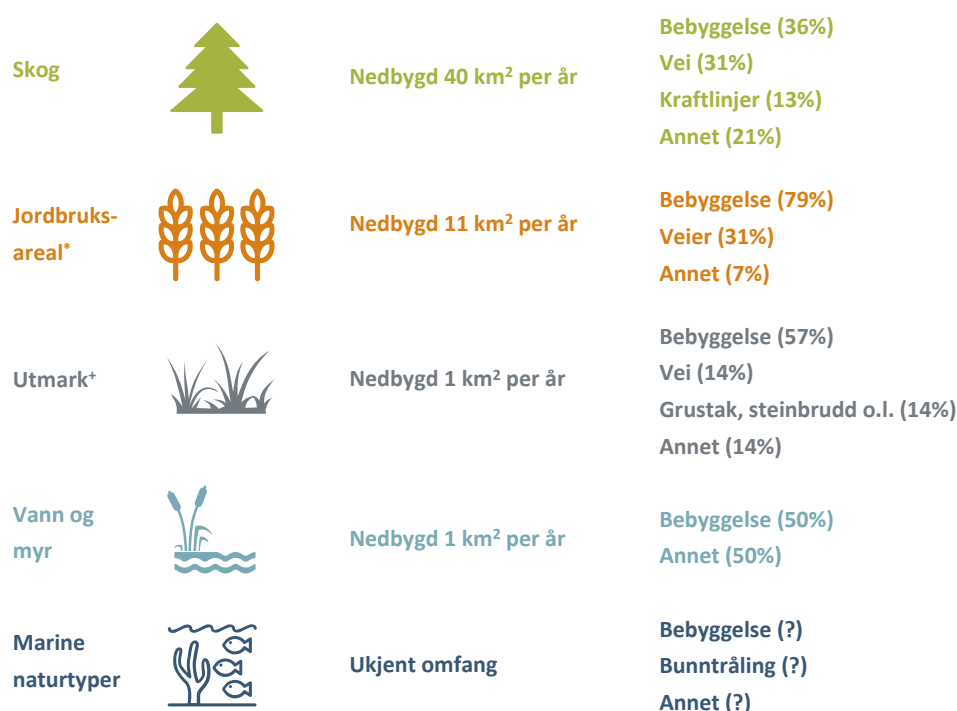 Skog
Nedbygd 40 km² per år
Bebyggelse (36%)
Vei (31%)
Kraftlinjer (13%)
Annet (21%)
Jordbruks-
areal*
Nedbygd 11 km² per år
Bebyggelse (79%)
Veier (31%)
Annet (7%)
Utmark⁺
Nedbygd 1 km² per år
Bebyggelse (57%)
Vei (14%)
Grustak, steinbrudd o.l. (14%)
Annet (14%)
Vann og
myr
Nedbygd 1 km² per år
Bebyggelse (50%)
Annet (50%)
Marine
naturtyper
Ukjent omfang
Bebyggelse (?)
Bunntråling (?)
Annet (?)